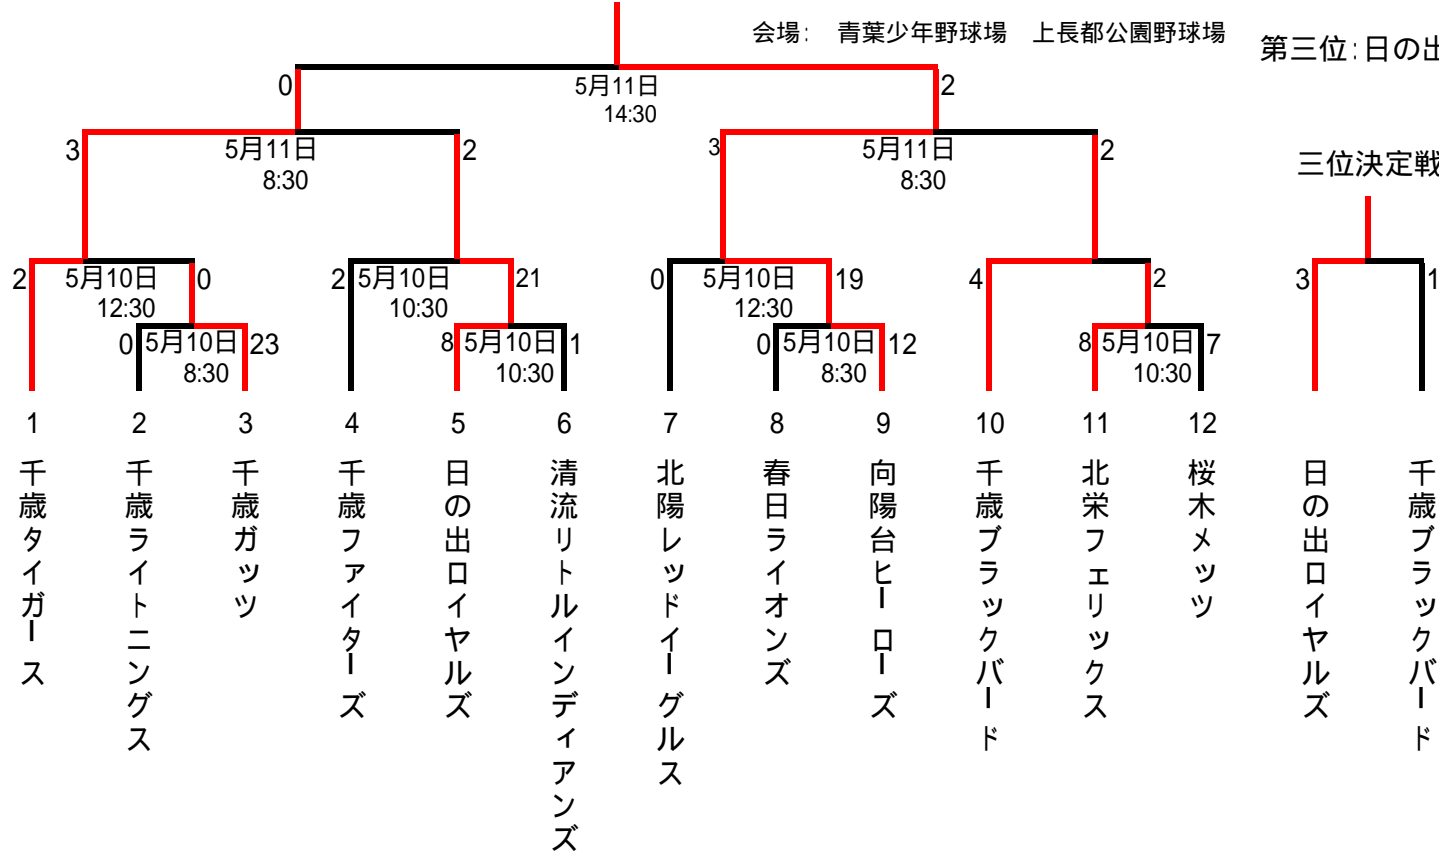 会場： 青葉少年野球場 上長都公園野球場
第三位：日の出
0 5月11日 2
14:30
3 5月11日 2
8:30
3 5月11日 2
8:30
三位決定戦
2 5月10日 0
12:30
2 5月10日 21
10:30
0 5月10日 19
12:30
4 2
3 1
0 5月10日 23
8:30
8 5月10日 1
10:30
0 5月10日 12
8:30
8 5月10日 7
10:30
1 2 3 4 5 6 7 8 9 10 11 12
千歳タイガース
千歳ライトニングス
千歳ガッツ
千歳ファイターズ
日の出ロイヤルズ
清流リトルインディアンズ
北陽レッドイーグルス
春日ライオンズ
向陽台ヒーローズ
千歳ブラックバード
北栄フェリックス
桜木メッツ
日の出ロイヤルズ
千歳ブラックバード